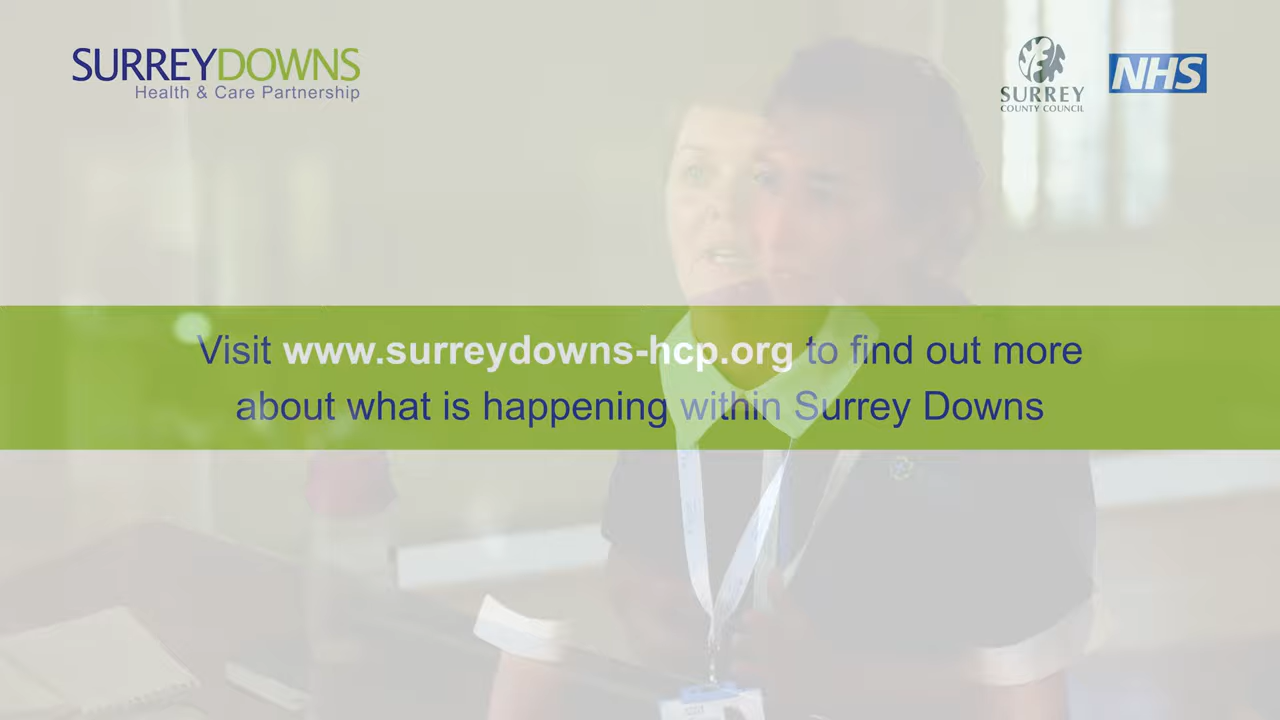 SURREYDOWNS
Health & Care Partnership
SURREY
COUNTY COUNCIL
NHS
Visit www.surreydowns-hcp.org to find out more
about what is happening within Surrey Downs